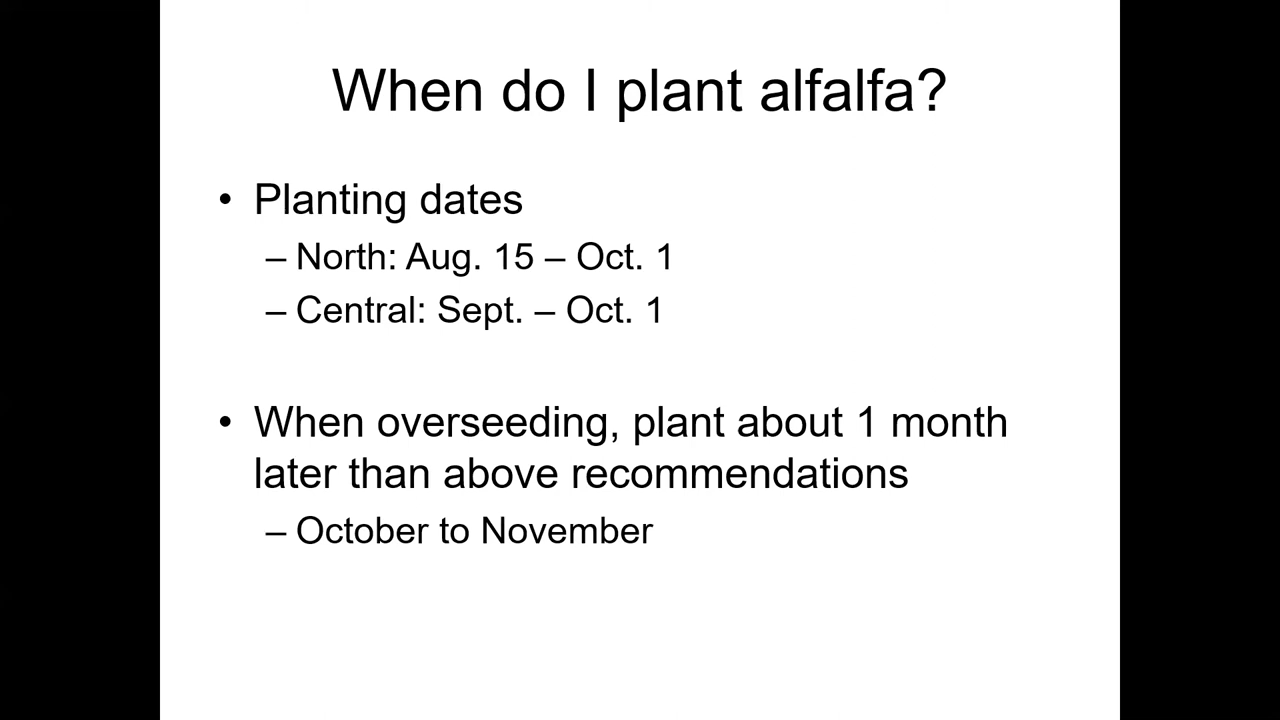 When do I plant alfalfa?
• Planting dates
– North: Aug. 15 – Oct. 1
– Central: Sept. – Oct. 1
• When overseeding, plant about 1 month
later than above recommendations
– October to November